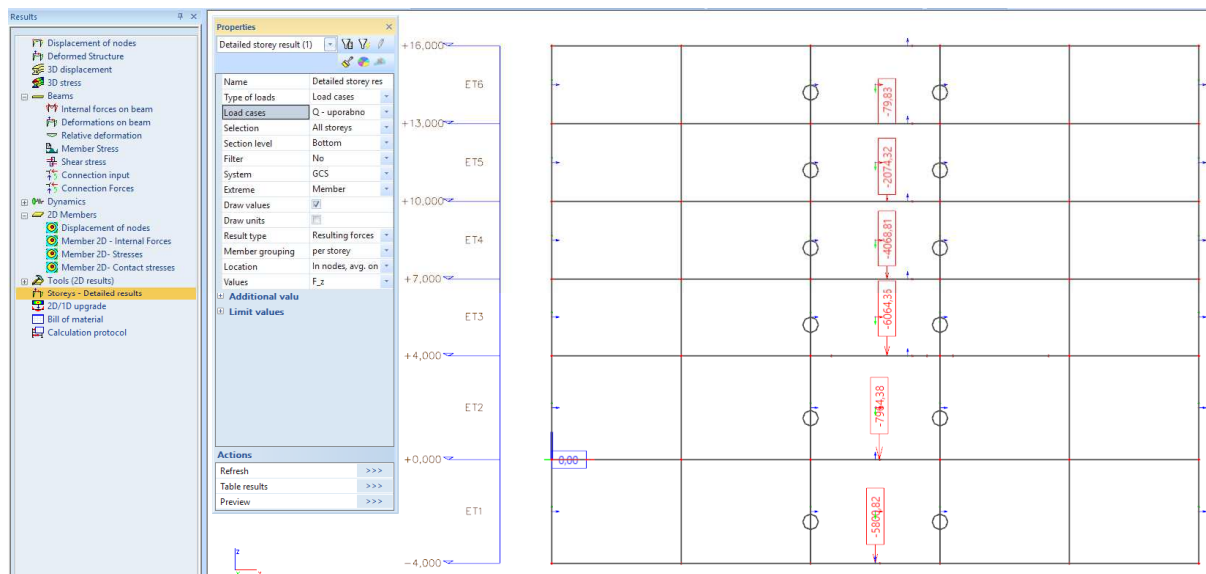 Results
Displacement of nodes
Deformed Structure
3D displacement
3D stress
Beams
Internal forces on beam
Deformations on beam
Relative deformation
Member Stress
Shear stress
Connection input
Connection Forces
Dynamics
2D Members
Displacement of nodes
Member 2D - Internal Forces
Member 2D- Stresses
Member 2D- Contact stresses
Tools (2D results)
Storeys - Detailed results
2D/1D upgrade
Bill of material
Calculation protocol
Properties
Detailed storey result (1)
Name Detailed storey res
Type of loads Load cases
Load cases Q - uporabno
Selection All storeys
Section level Bottom
Filter No
System GCS
Extreme Member
Draw values
Draw units
Result type Resulting forces
Member grouping per storey
Location In nodes, avg. on
Values F_z
Additional valu
Limit values
Actions
Refresh >>>
Table results >>>
Preview >>>
+16,000
ET6
-79,83
+13,000
ET5
-2074,32
+10,000
ET4
-4068,81
+7,000
ET3
-6064,35
+4,000
ET2
+0,000
0,00
ET1
-5800,82
-4,000
z